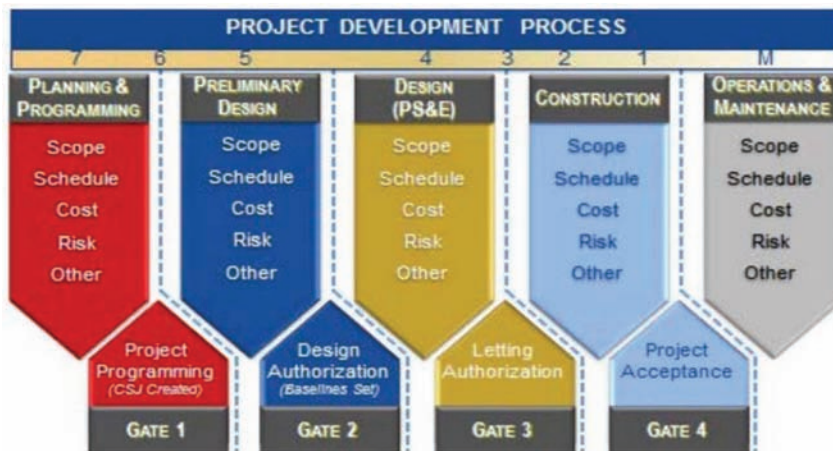 PROJECT DEVELOPMENT PROCESS
7 6 5 4 3 2 1 M
PLANNING &
PROGRAMMING
Scope
Schedule
Cost
Risk
Other
PRELIMINARY
DESIGN
Scope
Schedule
Cost
Risk
Other
DESIGN
(PS&E)
Scope
Schedule
Cost
Risk
Other
CONSTRUCTION
Scope
Schedule
Cost
Risk
Other
OPERATIONS &
MAINTENANCE
Scope
Schedule
Cost
Risk
Other
Project
Programming
(CSJ Created)
GATE 1
Design
Authorization
(Baselines Set)
GATE 2
Letting
Authorization
GATE 3
Project
Acceptance
GATE 4